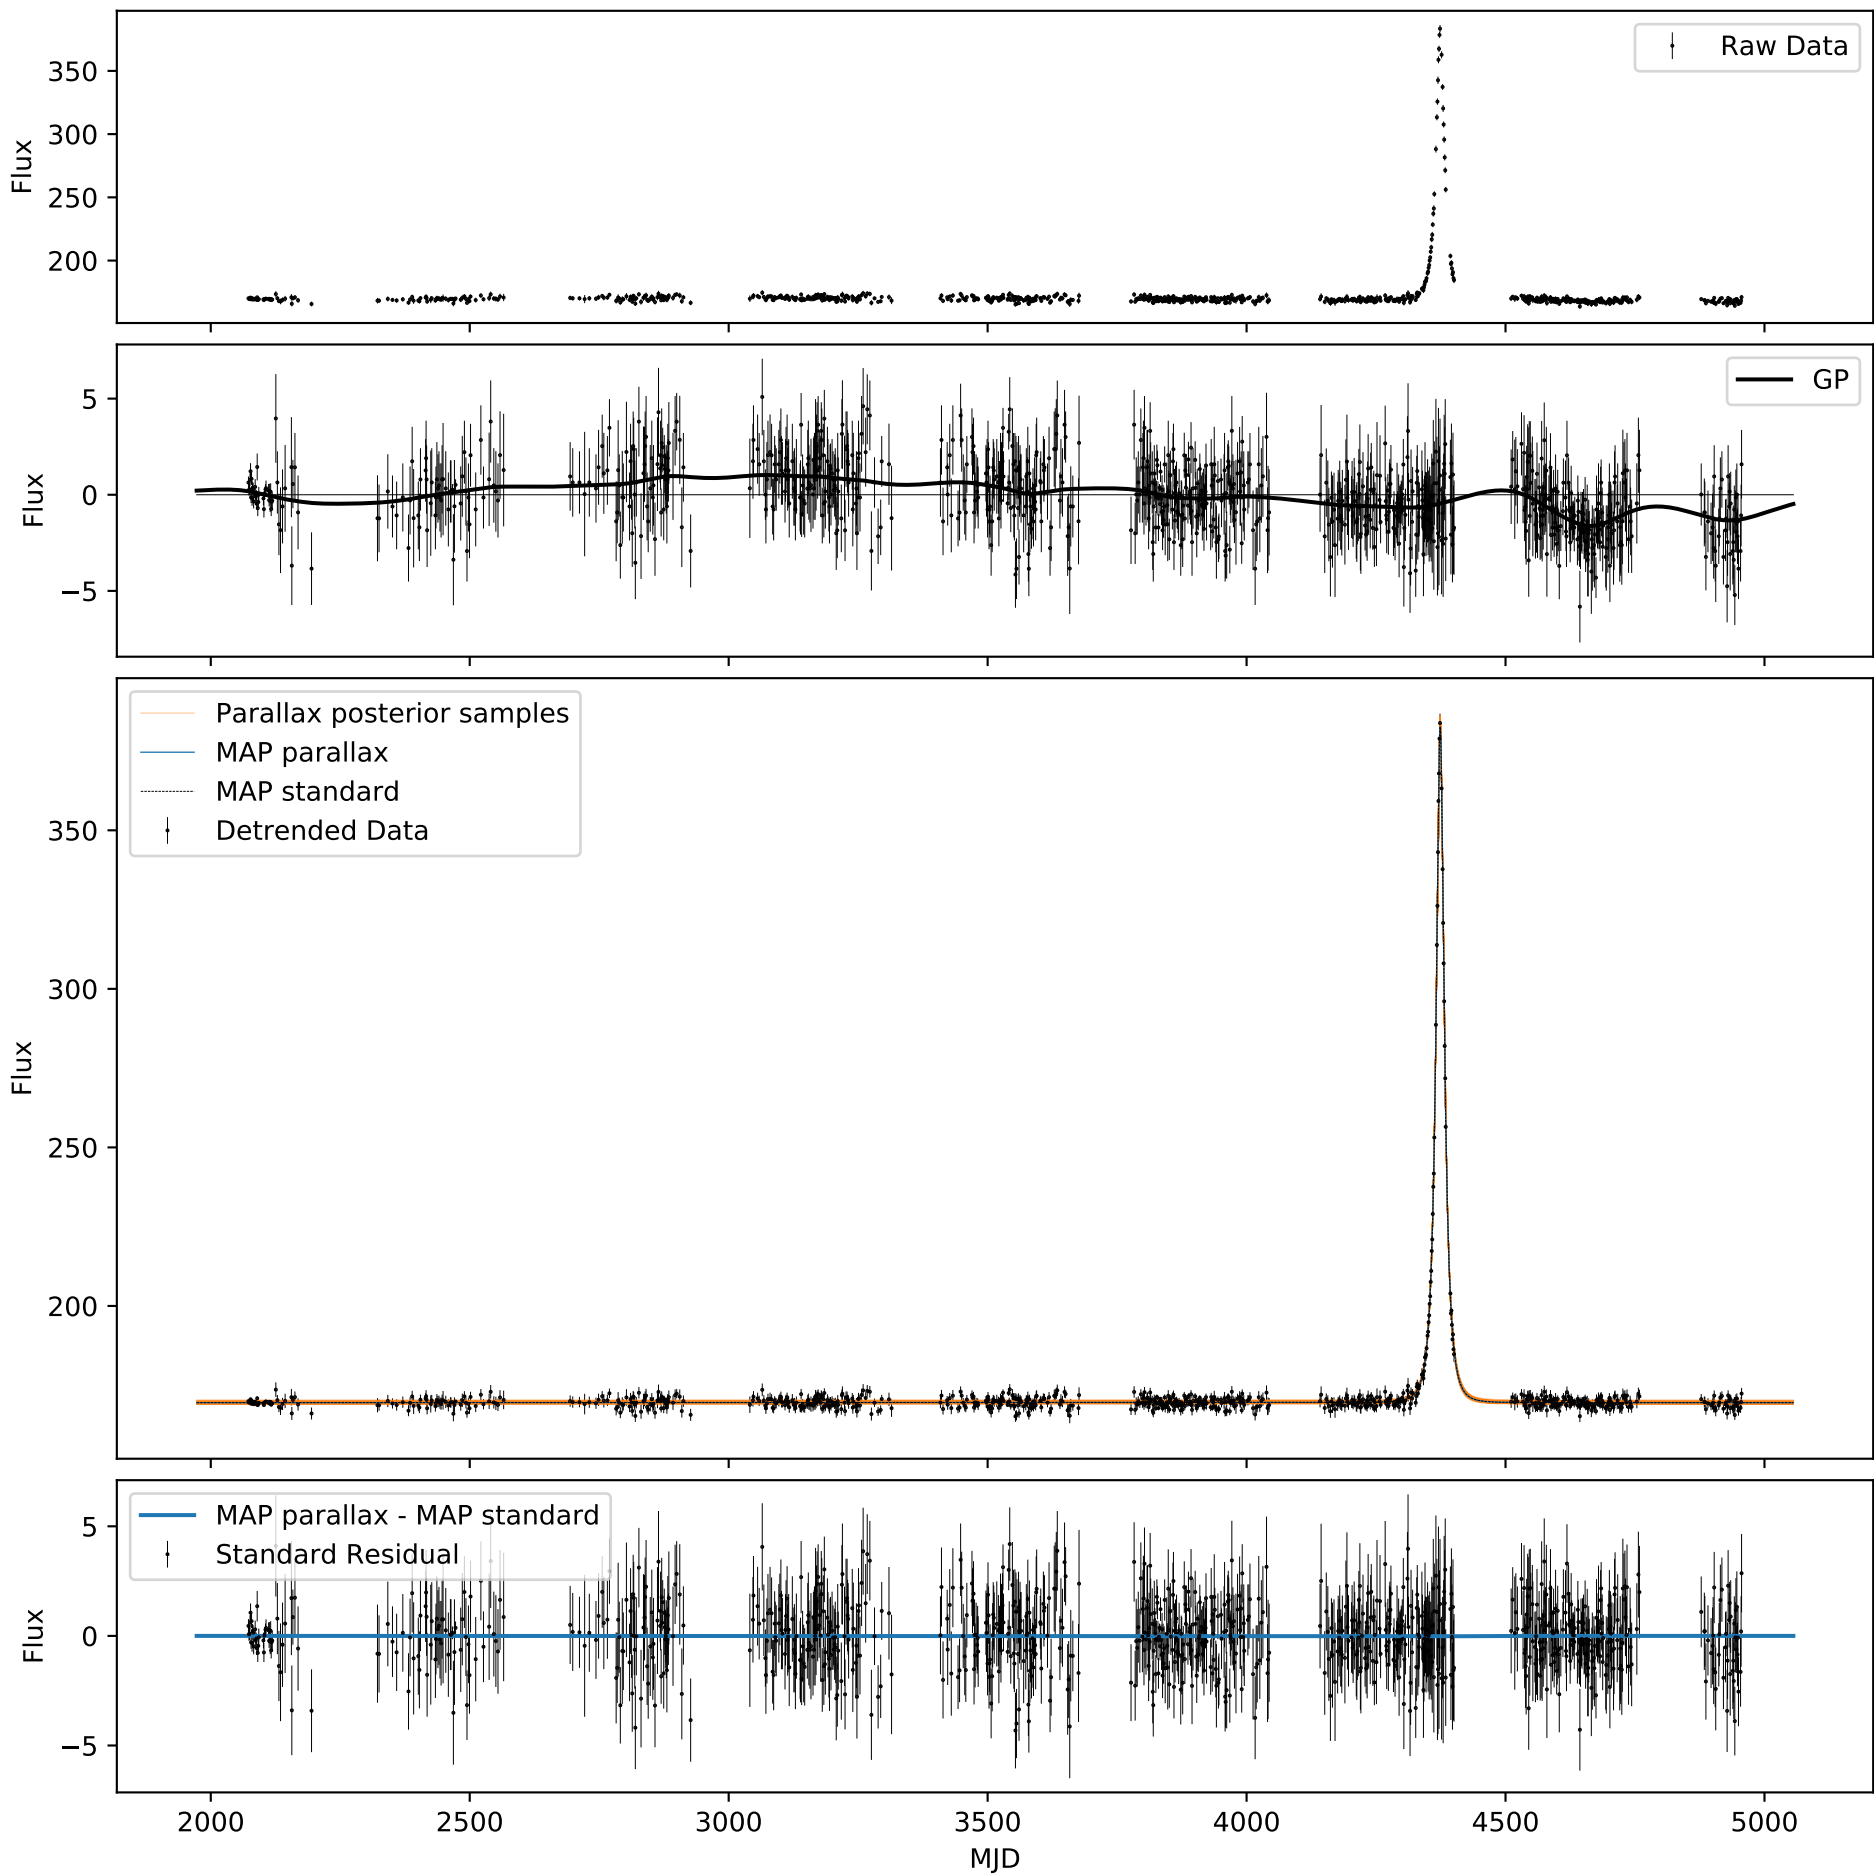 Raw Data
350
300
250
200
Flux
GP
5
0
−5
Flux
Parallax posterior samples
MAP parallax
MAP standard
Detrended Data
350
300
250
200
Flux
MAP parallax - MAP standard
Standard Residual
5
0
−5
Flux
2000 2500 3000 3500 4000 4500 5000
MJD